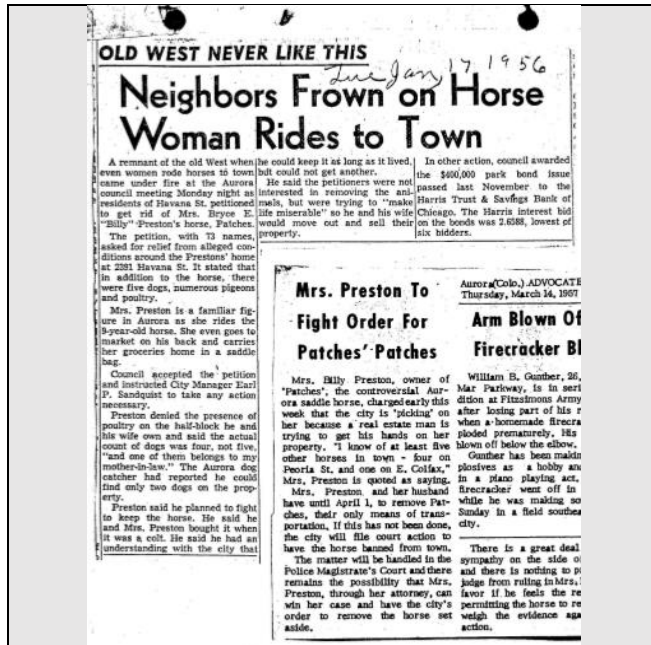 OLD WEST NEVER LIKE THIS
Tue Jan 17 1956
Neighbors Frown on Horse
Woman Rides to Town
A remnant of the old West when
even women rode horses to town
came under fire at the Aurora
council meeting Monday night as
residents of Havana St. petitioned
to get rid of Mrs. Bryce E.
"Billy" Preston's horse, Patches.
The petition, with 73 names,
asked for relief from alleged con-
ditions around the Prestons' home
at 2281 Havana St. It stated that
in addition to the horse, there
were five dogs, numerous pigeons
and poultry.
Mrs. Preston is a familiar fig-
ure in Aurora as she rides the
9-year-old horse. She even goes to
market on his back and carries
her groceries home in a saddle
bag.
Council accepted the petition
and instructed City Manager Earl
P. Sandquist to take any action
necessary.
Preston denied the presence of
poultry on the half-block he and
his wife own and said the actual
count of dogs was four, not five,
"and one of them belongs to my
mother-in-law." The Aurora dog
catcher had reported he could
find only two dogs on the prop-
erty.
Preston said he planned to fight
to keep the horse. He said he
and Mrs. Preston bought it when
it was a colt. He said he had an
understanding with the city that
he could keep it as long as it lived,
but could not get another.
He said the petitioners were not
interested in removing the ani-
mals, but were trying to "make
life miserable" so he and his wife
would move out and sell their
property.
In other action, council awarded
the $400,000 park bond issue
passed last November to the
Harris Trust & Savings Bank of
Chicago. The Harris interest bid
on the bonds was 2.6588, lowest of
six bidders.
Mrs. Preston To
Fight Order For
Patches' Patches
Mrs. Billy Preston, owner of
"Patches", the controversial Aur-
ora saddle horse, charged early this
week that the city is "picking" on
her because a real estate man is
trying to get his hands on her
property. "I know of at least five
other horses in town - four on
Peoria St. and one on E. Colfax,"
Mrs. Preston is quoted as saying.
Mrs. Preston and her husband
have until April 1, to remove Pat-
ches, their only means of trans-
portation. If this has not been done,
the city will file court action to
have the horse banned from town.
The matter will be handled in the
Police Magistrate's Court and there
remains the possibility that Mrs.
Preston, through her attorney, can
win her case and have the city's
order to remove the horse set
aside.
Aurora (Colo.) ADVOCATE
Thursday, March 14, 1957
Arm Blown Of
Firecracker Bl
William B. Gunther, 26,
Mar Parkway, is in seri
dition at Fitzsimons Army
after losing part of his r
when a homemade firecra
ploded prematurely. His
blown off below the elbow.
Gunther has been makin
plosives as a hobby an
in a piano playing act,
firecracker went off in
while he was making so
Sunday in a field southea
city.
There is a great deal
sympathy on the side o
and there is nothing to p
judge from ruling in Mrs.
favor if he feels the re
permitting the horse to re
weigh the evidence aga
action.